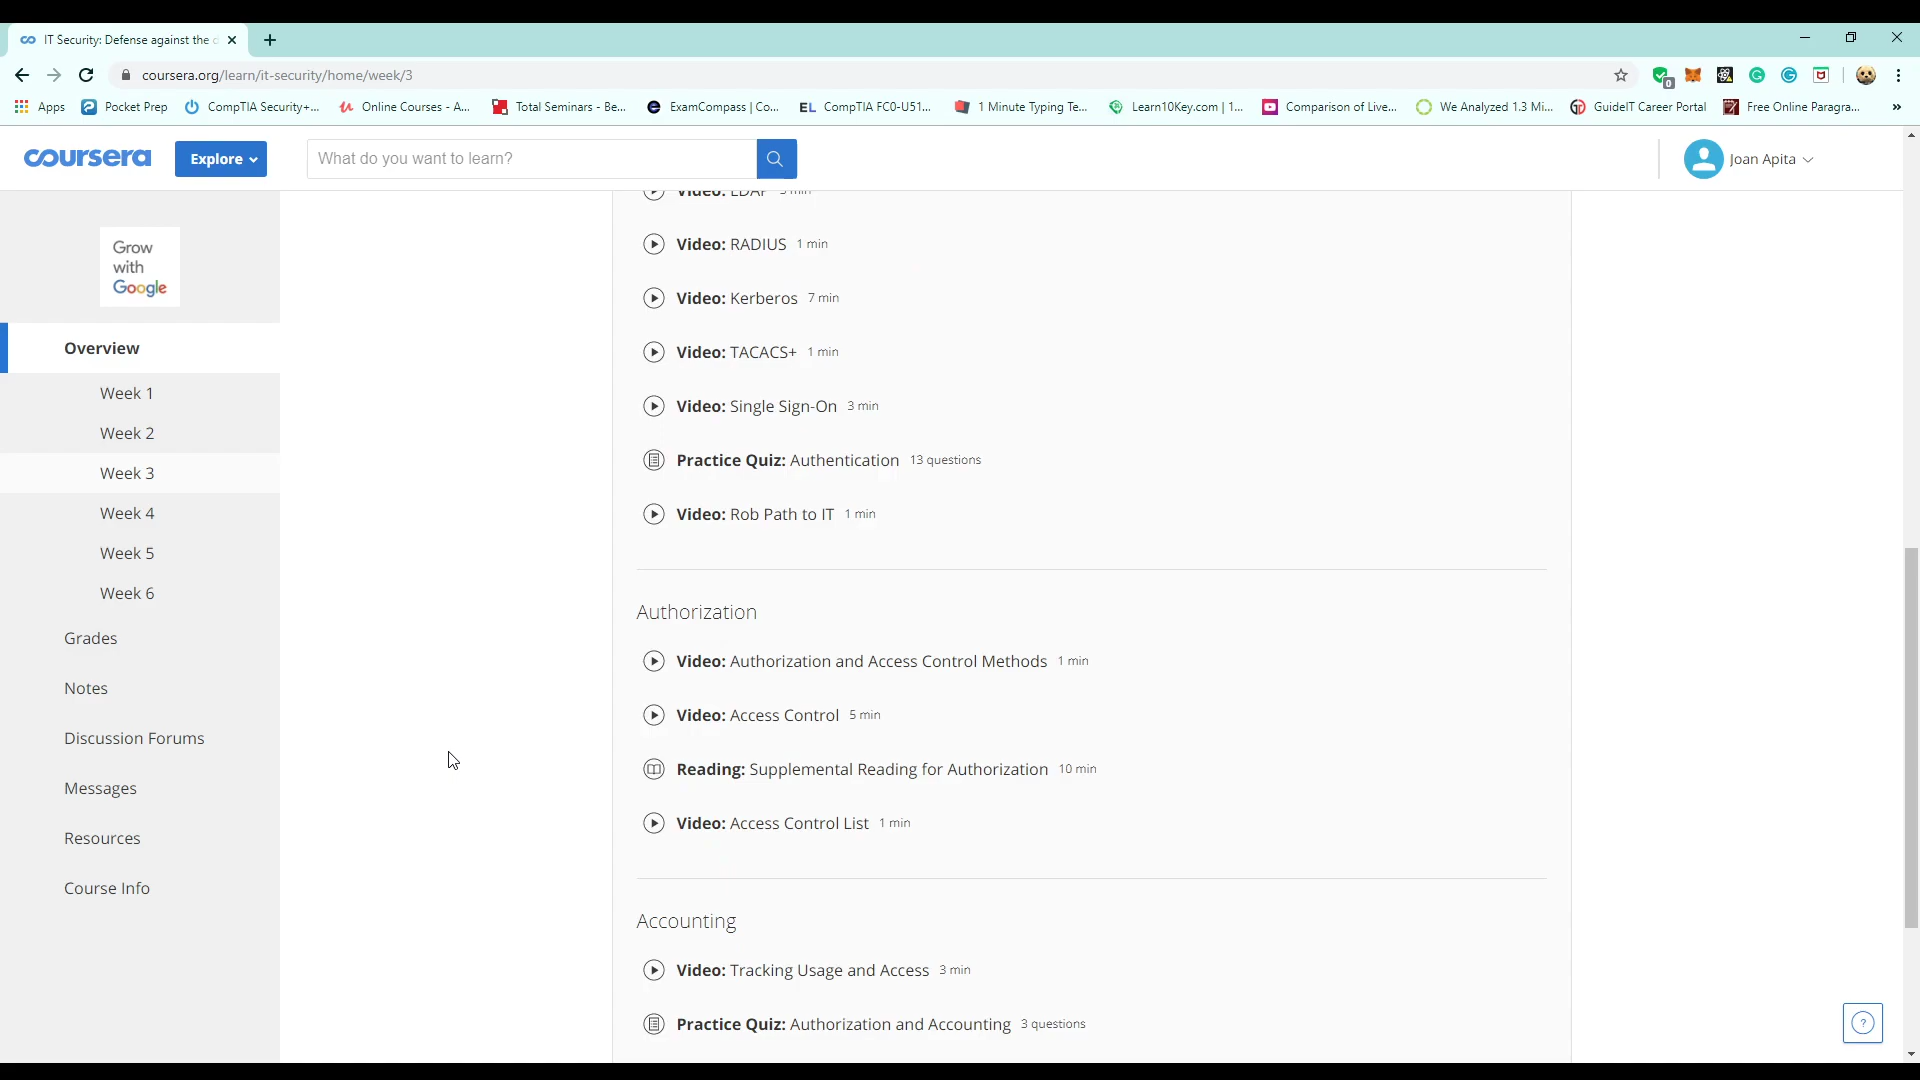 IT Security: Defense against the d
coursera.org/learn/it-security/home/week/3
Apps Pocket Prep CompTIA Security+... Online Courses - A... Total Seminars - Be... ExamCompass | Co... EL CompTIA FC0-U51... 1 Minute Typing Te... Learn10Key.com | 1... Comparison of Live... We Analyzed 1.3 Mi... GuideIT Career Portal Free Online Paragra... »
coursera Explore What do you want to learn? Joan Apita
Grow
with
Google
Overview
Week 1
Week 2
Week 3
Week 4
Week 5
Week 6
Grades
Notes
Discussion Forums
Messages
Resources
Course Info
Video: LDAP 5 min
Video: RADIUS 1 min
Video: Kerberos 7 min
Video: TACACS+ 1 min
Video: Single Sign-On 3 min
Practice Quiz: Authentication 13 questions
Video: Rob Path to IT 1 min
Authorization
Video: Authorization and Access Control Methods 1 min
Video: Access Control 5 min
Reading: Supplemental Reading for Authorization 10 min
Video: Access Control List 1 min
Accounting
Video: Tracking Usage and Access 3 min
Practice Quiz: Authorization and Accounting 3 questions
?